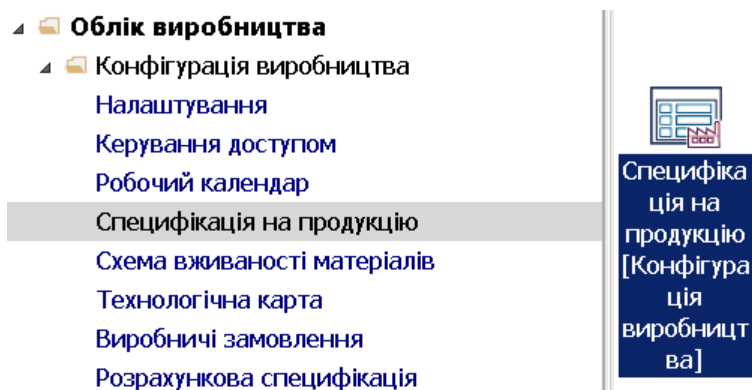 Облік виробництва
Конфігурація виробництва
Налаштування
Керування доступом
Робочий календар
Специфікація на продукцію
Схема вживаності матеріалів
Технологічна карта
Виробничі замовлення
Розрахункова специфікація
Специфіка
ція на
продукцію
[Конфігура
ція
виробницт
ва]